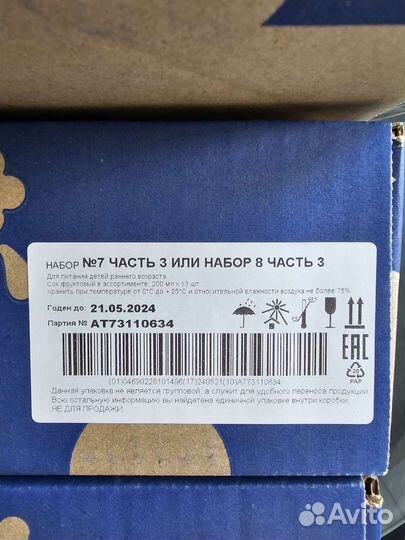 НАБОР №7 ЧАСТЬ 3 ИЛИ НАБОР 8 ЧАСТЬ 3
Для питания детей раннего возраста.
Сок фруктовый в ассортименте, 200 мл х 13 шт.
Хранить при температуре от 0°С до + 25°С и относительной влажности воздуха не более 75%
Годен до: 21.05.2024
Партия № AT73110634
EAC
20
PAP
(01)04690228101496(17)240521(10)AT73110634
Данная упаковка не является групповой, а служит для удобного переноса продукции
Всю остальную информацию вы найдете единичной упаковке внутри коробки.
НЕ ДЛЯ ПРОДАЖИ.
Avito